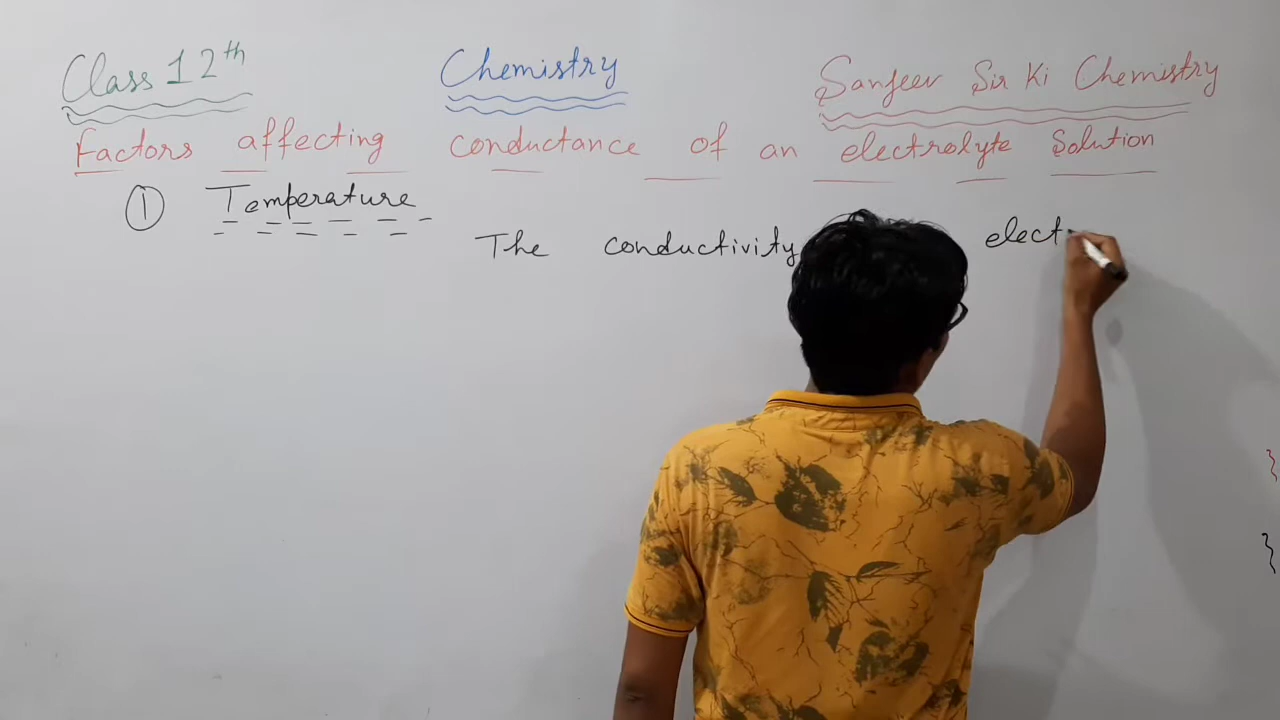 Class 12th Chemistry Sanjeev Sir Ki Chemistry
Factors affecting conductance of an electrolyte Solution
① Temperature
The conductivity elect